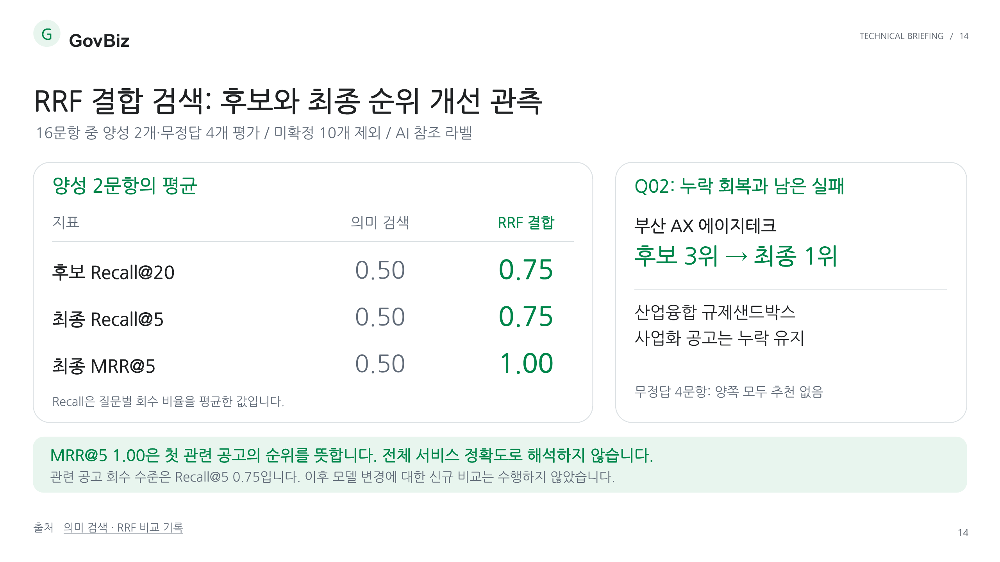 G GovBiz
TECHNICAL BRIEFING / 14
RRF 결합 검색: 후보와 최종 순위 개선 관측
16문항 중 양성 2개·무정답 4개 평가 / 미확정 10개 제외 / AI 참조 라벨
양성 2문항의 평균
지표 의미 검색 RRF 결합
후보 Recall@20 0.50 0.75
최종 Recall@5 0.50 0.75
최종 MRR@5 0.50 1.00
Recall은 질문별 회수 비율을 평균한 값입니다.
Q02: 누락 회복과 남은 실패
부산 AX 에이지테크
후보 3위 → 최종 1위
산업융합 규제샌드박스
사업화 공고는 누락 유지
무정답 4문항: 양쪽 모두 추천 없음
MRR@5 1.00은 첫 관련 공고의 순위를 뜻합니다. 전체 서비스 정확도로 해석하지 않습니다.
관련 공고 회수 수준은 Recall@5 0.75입니다. 이후 모델 변경에 대한 신규 비교는 수행하지 않았습니다.
출처 의미 검색 · RRF 비교 기록
14